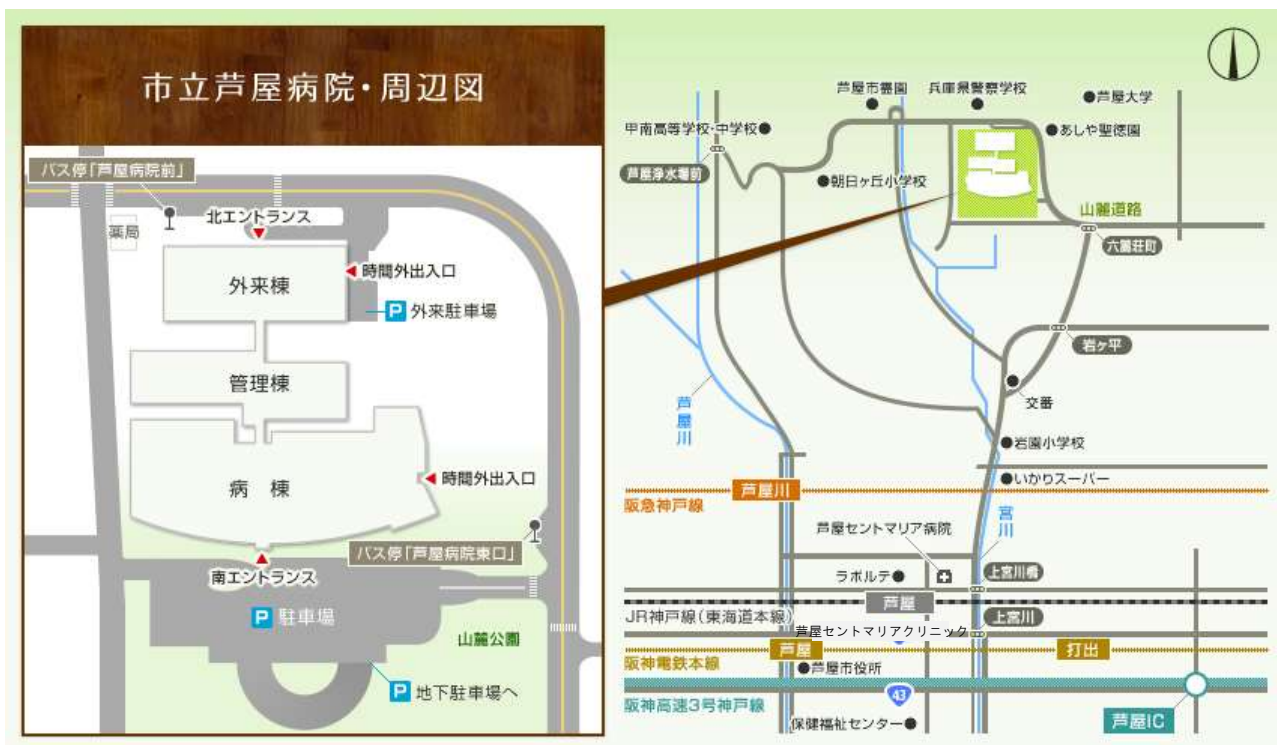 市立芦屋病院・周辺図
バス停「芦屋病院前」
薬局
北エントランス
時間外出入口
外来棟
P 外来駐車場
管理棟
病 棟
時間外出入口
バス停「芦屋病院東口」
南エントランス
P 駐車場
山麓公園
P 地下駐車場へ
芦屋市霊園
兵庫県警察学校
芦屋大学
甲南高等学校・中学校
あしや聖徳園
芦屋浄水場前
朝日ヶ丘小学校
山麓道路
六麓荘町
岩ヶ平
交番
芦屋川
岩園小学校
いかりスーパー
芦屋川
阪急神戸線
宮川
芦屋セントマリア病院
ラポルテ
上宮川橋
芦屋
JR神戸線(東海道本線)
上宮川
芦屋セントマリアクリニック
芦屋
打出
阪神電鉄本線
芦屋市役所
43
阪神高速3号神戸線
芦屋IC
保健福祉センター